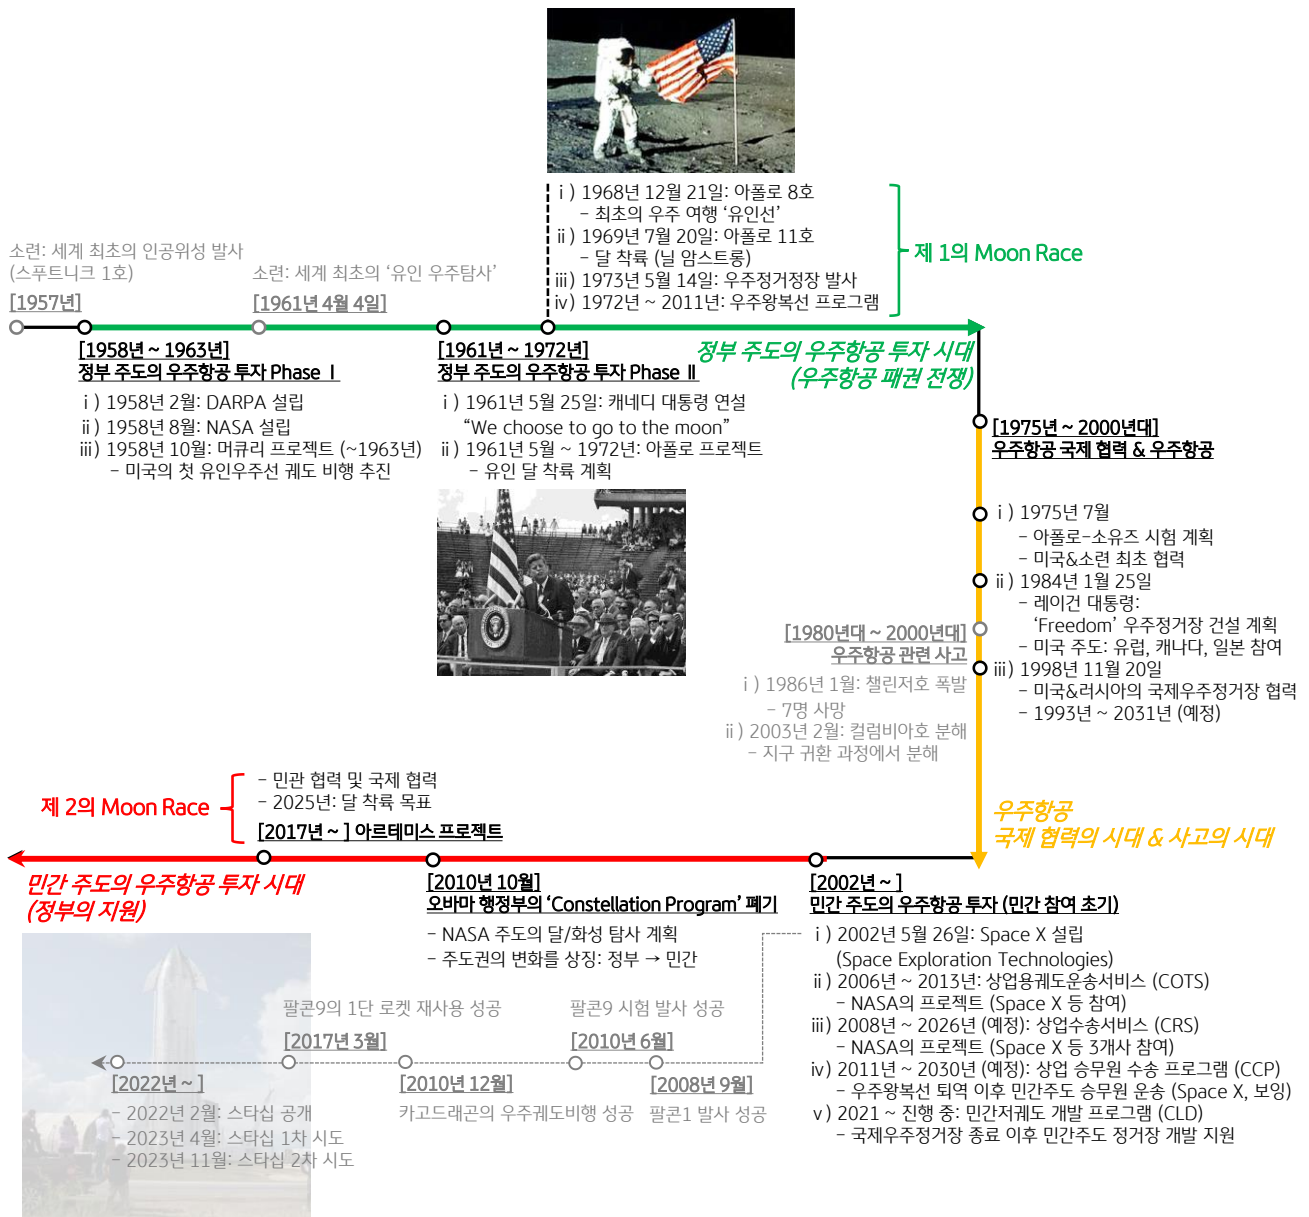 i ) 1968년 12월 21일: 아폴로 8호
- 최초의 우주 여행 ‘유인선’
ii ) 1969년 7월 20일: 아폴로 11호
- 달 착륙 (닐 암스트롱)
iii) 1973년 5월 14일: 우주정거정장 발사
iv) 1972년 ~ 2011년: 우주왕복선 프로그램
제 1의 Moon Race
소련: 세계 최초의 인공위성 발사
(스푸트니크 1호)
[1957년]
소련: 세계 최초의 ‘유인 우주탐사’
[1961년 4월 4일]
[1958년 ~ 1963년]
정부 주도의 우주항공 투자 Phase Ⅰ
i ) 1958년 2월: DARPA 설립
ii ) 1958년 8월: NASA 설립
iii) 1958년 10월: 머큐리 프로젝트 (~1963년)
- 미국의 첫 유인우주선 궤도 비행 추진
[1961년 ~ 1972년]
정부 주도의 우주항공 투자 Phase Ⅱ
i ) 1961년 5월 25일: 캐네디 대통령 연설
“We choose to go to the moon”
ii ) 1961년 5월 ~ 1972년: 아폴로 프로젝트
- 유인 달 착륙 계획
정부 주도의 우주항공 투자 시대
(우주항공 패권 전쟁)
[1975년 ~ 2000년대]
우주항공 국제 협력 & 우주항공
i ) 1975년 7월
- 아폴로-소유즈 시험 계획
- 미국&소련 최초 협력
ii ) 1984년 1월 25일
- 레이건 대통령:
‘Freedom’ 우주정거장 건설 계획
- 미국 주도: 유럽, 캐나다, 일본 참여
iii) 1998년 11월 20일
- 미국&러시아의 국제우주정거장 협력
- 1993년 ~ 2031년 (예정)
[1980년대 ~ 2000년대]
우주항공 관련 사고
i ) 1986년 1월: 챌린저호 폭발
- 7명 사망
ii ) 2003년 2월: 컬럼비아호 분해
- 지구 귀환 과정에서 분해
우주항공
국제 협력의 시대 & 사고의 시대
제 2의 Moon Race
- 민관 협력 및 국제 협력
- 2025년: 달 착륙 목표
[2017년 ~ ] 아르테미스 프로젝트
민간 주도의 우주항공 투자 시대
(정부의 지원)
[2010년 10월]
오바마 행정부의 ‘Constellation Program’ 폐기
- NASA 주도의 달/화성 탐사 계획
- 주도권의 변화를 상징: 정부 → 민간
[2002년 ~ ]
민간 주도의 우주항공 투자 (민간 참여 초기)
i ) 2002년 5월 26일: Space X 설립
(Space Exploration Technologies)
ii ) 2006년 ~ 2013년: 상업용궤도운송서비스 (COTS)
- NASA의 프로젝트 (Space X 등 참여)
iii) 2008년 ~ 2026년 (예정): 상업수송서비스 (CRS)
- NASA의 프로젝트 (Space X 등 3개사 참여)
iv) 2011년 ~ 2030년 (예정): 상업 승무원 수송 프로그램 (CCP)
- 우주왕복선 퇴역 이후 민간주도 승무원 운송 (Space X, 보잉)
v ) 2021 ~ 진행 중: 민간저궤도 개발 프로그램 (CLD)
- 국제우주정거장 종료 이후 민간주도 정거장 개발 지원
팔콘9의 1단 로켓 재사용 성공
[2017년 3월]
팔콘9 시험 발사 성공
[2010년 6월]
[2022년 ~ ]
- 2022년 2월: 스타십 공개
- 2023년 4월: 스타십 1차 시도
- 2023년 11월: 스타십 2차 시도
[2010년 12월]
카고드래곤의 우주궤도비행 성공
[2008년 9월]
팔콘1 발사 성공